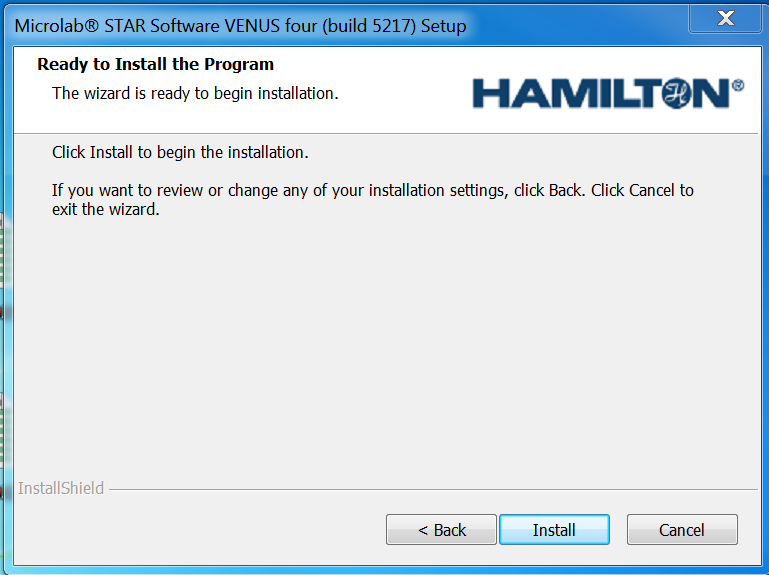 Microlab® STAR Software VENUS four (build 5217) Setup
X
Ready to Install the Program
The wizard is ready to begin installation.
HAMILTON®
Click Install to begin the installation.
If you want to review or change any of your installation settings, click Back. Click Cancel to
exit the wizard.
InstallShield
< Back
Install
Cancel